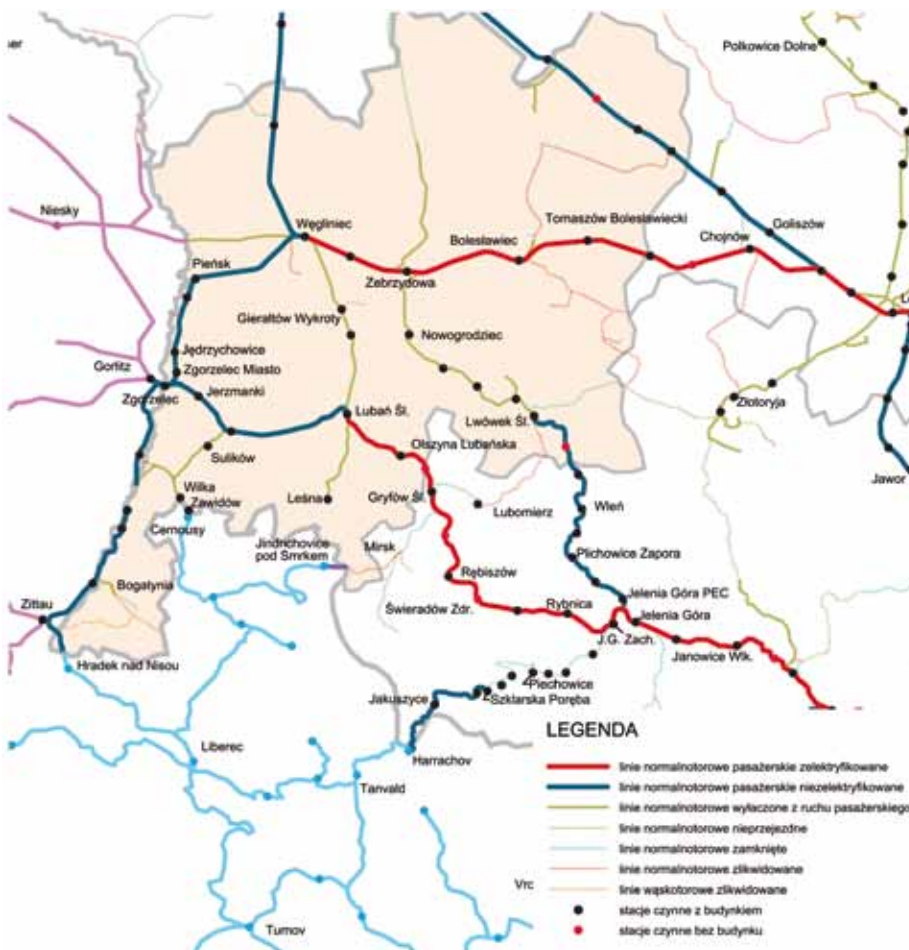 Polkowice Dolne
Niesky
Węgliniec
Tomaszów Bolesławiecki
Bolesławiec
Chojnów
Goliszów
Pieńsk
Zebrzydowa
Gierałtów Wykroty
Nowogrodziec
Jędrzychowice
Gorlitz
Zgorzelec Miasto
Zgorzelec
Jerzmanki
Lubań Śl.
Lwówek Śl.
Złotoryja
Olszyna Lubańska
Sulików
Jawor
Wilka
Leśna
Gryfów Śl.
Zawidów
Lubomierz
Wleń
Cernousy
Jindrichovice
pod Smrkem
Mirsk
Plichowice Zapora
Rębiszów
Bogatynia
Jelenia Góra PEC
Zittau
Świeradów Zdr.
Rybnica
Jelenia Góra
J.G. Zach.
Janowice Wlk.
Hradek nad Nisou
Piechowice
Jakuszyce
Szklarska Poręba
LEGENDA
Liberec
Harrachov
linie normalnotorowe pasażerskie zelektryfikowane
Tanvald
linie normalnotorowe pasażerskie niezelektryfikowane
linie normalnotorowe wyłączone z ruchu pasażerskiego
linie normalnotorowe nieprzejezdne
linie normalnotorowe zamknięte
linie normalnotorowe zlikwidowane
linie wąskotorowe zlikwidowane
stacje czynne z budynkiem
Turnov
stacje czynne bez budynku